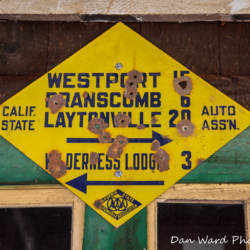 WESTPORT 15
BRANSCOMB 6
CALIF. STATE
AUTO ASS'N.
LAYTONVILLE 20
WILDERNESS LODGE 3
AAA
Dan Ward Ph